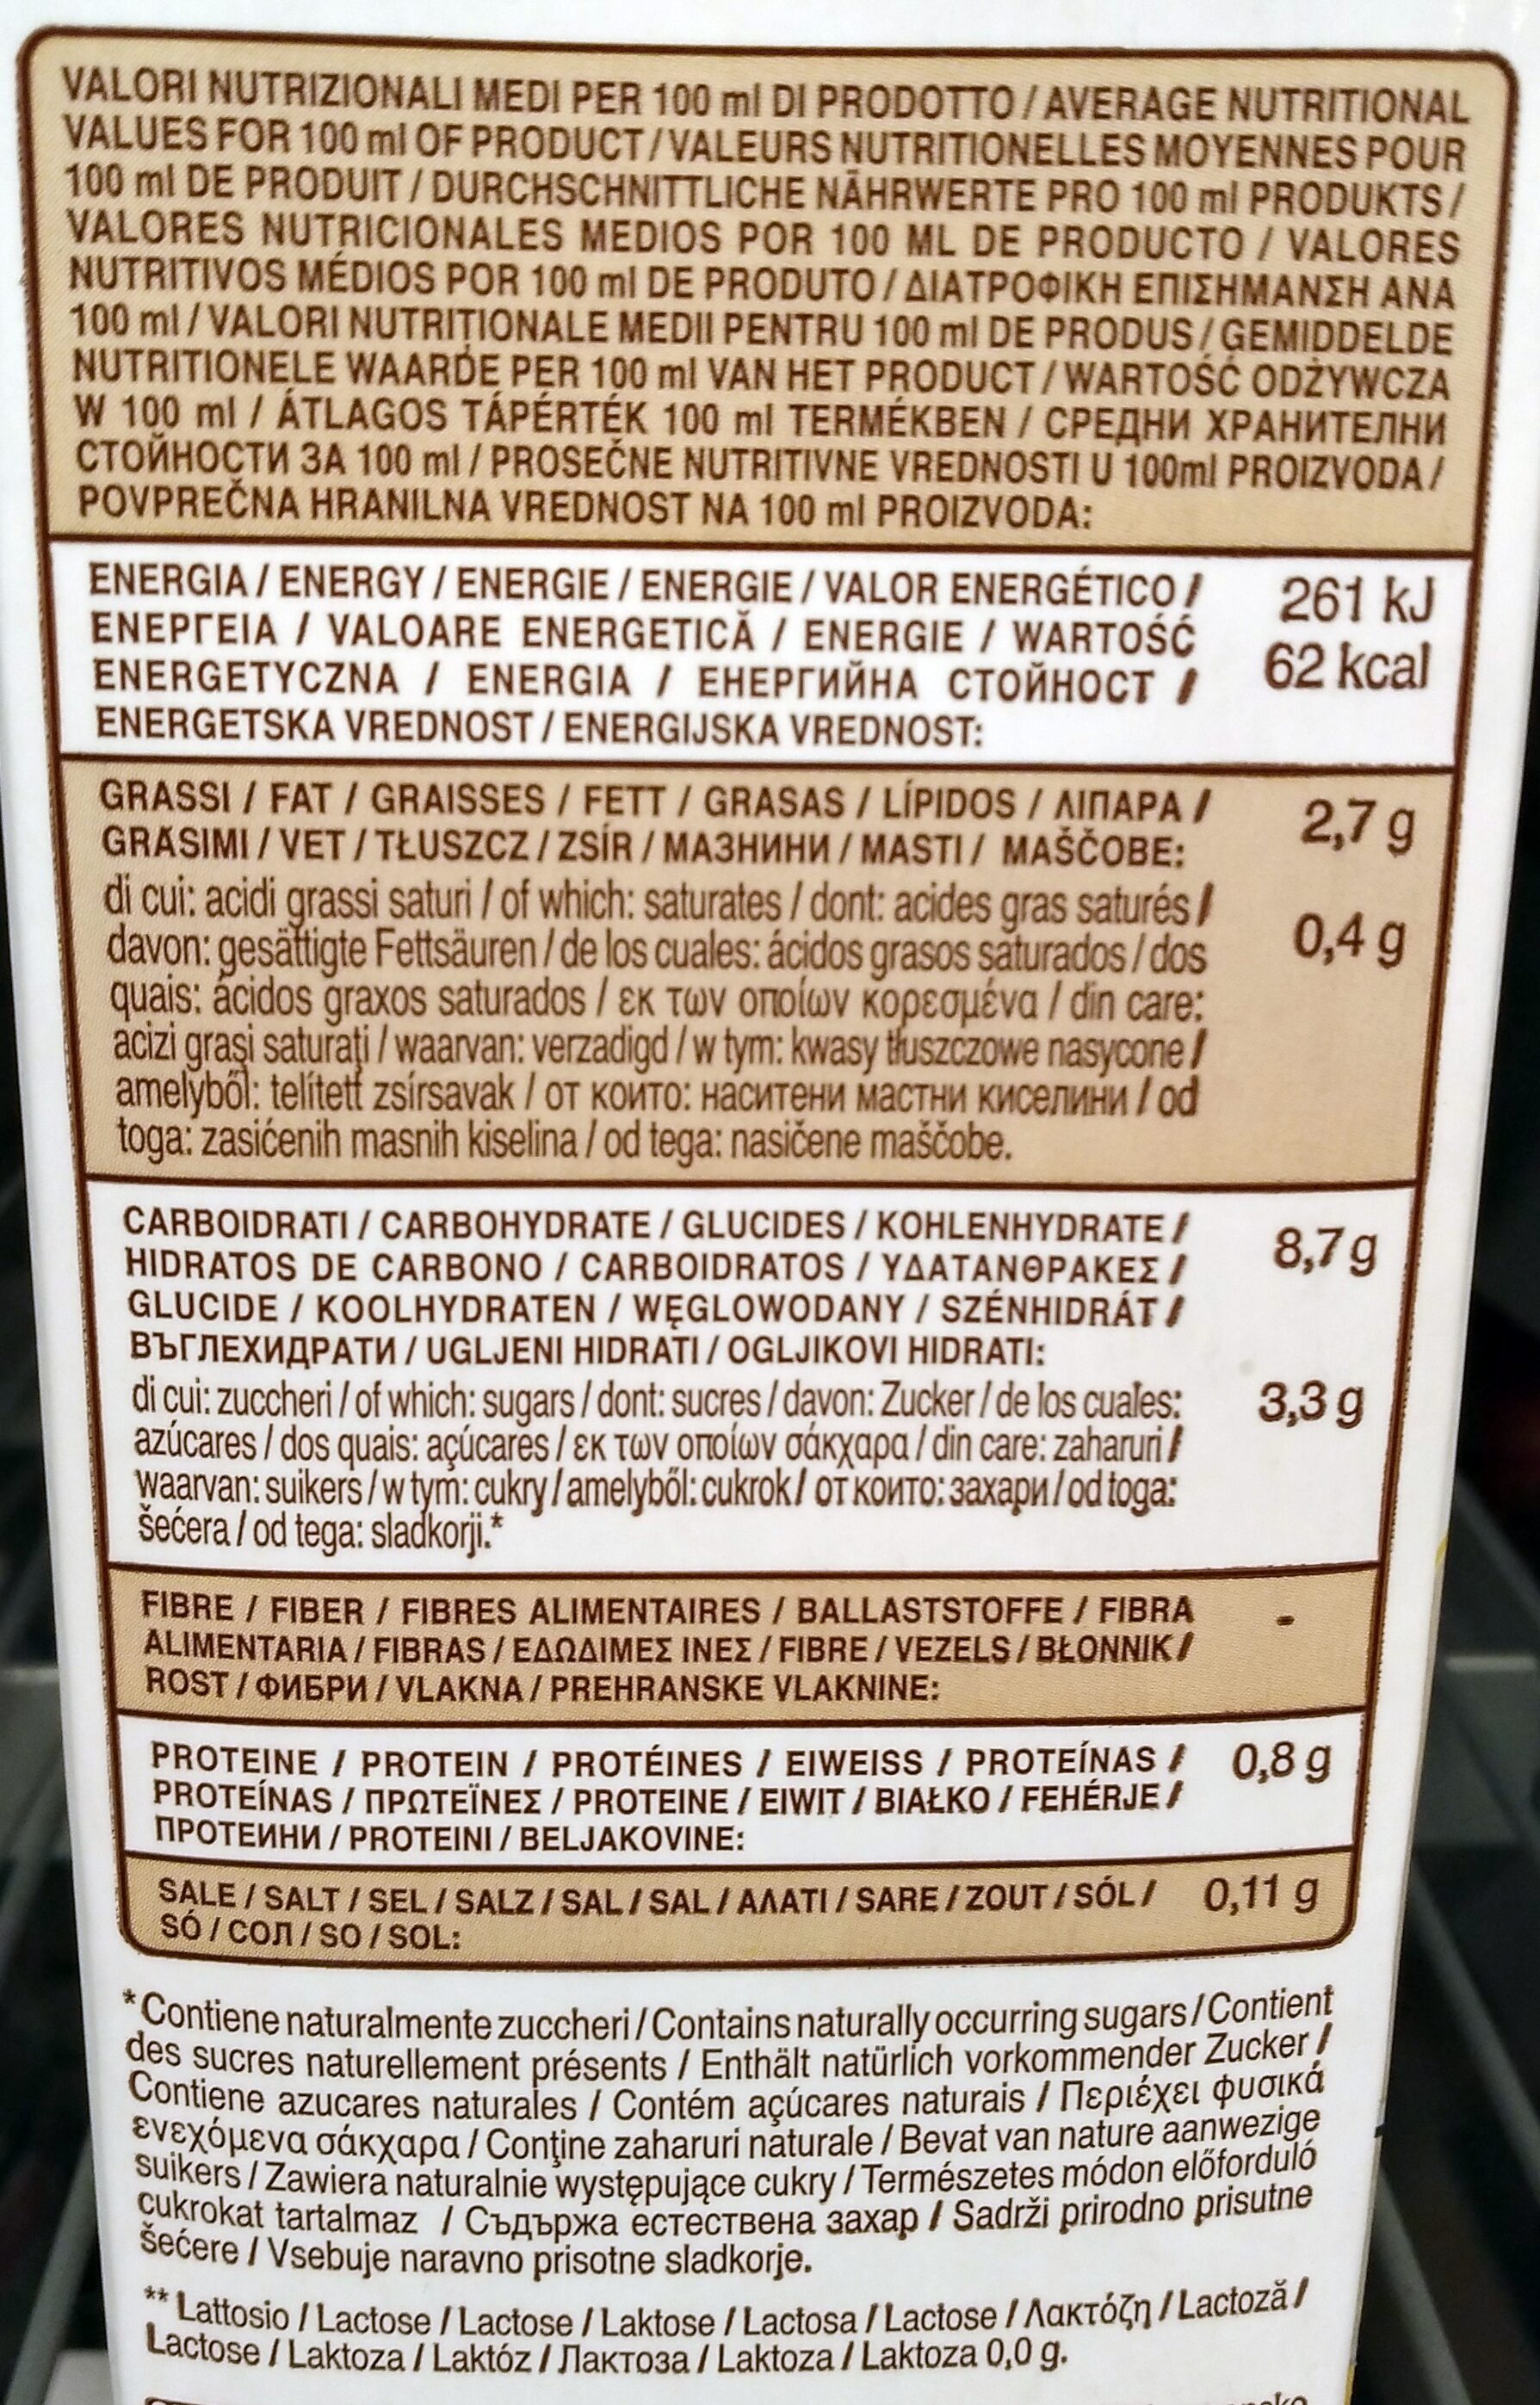 VALORI NUTRIZIONALI MEDI PER 100 ml DI PRODOTTO / AVERAGE NUTRITIONAL
VALUES FOR 100 ml OF PRODUCT / VALEURS NUTRITIONELLES MOYENNES POUR
100 ml DE PRODUIT / DURCHSCHNITTLICHE NÄHRWERTE PRO 100 ml PRODUKTS /
VALORES NUTRICIONALES MEDIOS POR 100 ML DE PRODUCTO / VALORES
NUTRITIVOS MÉDIOS POR 100 ml DE PRODUTO / ΔΙΑΤΡΟΦΙΚΗ ΕΠΙΣΗΜΑΝΣΗ ΑΝΑ
100 ml / VALORI NUTRIȚIONALE MEDII PENTRU 100 ml DE PRODUS / GEMIDDELDE
NUTRITIONELE WAARDE PER 100 ml VAN HET PRODUCT / WARTOŚĆ ODŻYWCZA
W 100 ml / ÁTLAGOS TÁPÉRTÉK 100 ml TERMÉKBEN / СРЕДНИ ХРАНИТЕЛНИ
СТОЙНОСТИ ЗА 100 ml / PROSEČNE NUTRITIVNE VREDNOSTI U 100ml PROIZVODA /
POVPREČNA HRANILNA VREDNOST NA 100 ml PROIZVODA:
ENERGIA / ENERGY / ENERGIE / ENERGIE / VALOR ENERGÉTICO / 261 kJ
ΕΝΕΡΓΕΙΑ / VALOARE ENERGETICĂ / ENERGIE / WARTOŚĆ 62 kcal
ENERGETYCZNA / ENERGIA / ЕНЕРГИЙНА СТОЙНОСТ /
ENERGETSKA VREDNOST / ENERGIJSKA VREDNOST:
GRASSI / FAT / GRAISSES / FETT / GRASAS / LÍPIDOS / ΛΙΠΑΡΑ / 2,7 g
GRĂSIMI / VET / TŁUSZCZ / ZSÍR / МАЗНИНИ / MASTI / MAŠČOBE:
di cui: acidi grassi saturi / of which: saturates / dont: acides gras saturés / 0,4 g
davon: gesättigte Fettsäuren / de los cuales: ácidos grasos saturados / dos
quais: ácidos graxos saturados / εκ των οποίων κορεσμένα / din care:
acizi grași saturați / waarvan: verzadigd / w tym: kwasy tłuszczowe nasycone /
amelyből: telített zsírsavak / от които: наситени мастни киселини / od
toga: zasićenih masnih kiselina / od tega: nasičene maščobe.
CARBOIDRATI / CARBOHYDRATE / GLUCIDES / KOHLENHYDRATE / 8,7g
HIDRATOS DE CARBONO / CARBOIDRATOS / ΥΔΑΤΑΝΘΡΑΚΕΣ /
GLUCIDE / KOOLHYDRATEN / WĘGLOWODANY / SZÉNHIDRÁT /
ВЪГЛЕХИДРАТИ / UGLJENI HIDRATI / OGLJIKOVI HIDRATI:
di cui: zuccheri / of which: sugars / dont: sucres / davon: Zucker / de los cuales: 3,3 g
azúcares / dos quais: açúcares / εκ των οποίων σάκχαρα / din care: zaharuri /
waarvan: suikers / w tym: cukry / amelyből: cukrok / от които: захари / od toga:
šećera / od tega: sladkorji.*
FIBRE / FIBER / FIBRES ALIMENTAIRES / BALLASTSTOFFE / FIBRA -
ALIMENTARIA / FIBRAS / ΕΔΩΔΙΜΕΣ ΙΝΕΣ / FIBRE / VEZELS / BŁONNIK /
ROST / ФИБРИ / VLAKNA / PREHRANSKE VLAKNINE:
PROTEINE / PROTEIN / PROTÉINES / EIWEISS / PROTEÍNAS / 0,8 g
PROTEÍNAS / ΠΡΩΤΕΪΝΕΣ / PROTEINE / EIWIT / BIAŁKO / FEHÉRJE /
ПРОТЕИНИ / PROTEINI / BELJAKOVINE:
SALE / SALT / SEL / SALZ / SAL / SAL / ΑΛΑΤΙ / SARE / ZOUT / SÓL / 0,11 g
SÓ / СОЛ / SO / SOL:
*Contiene naturalmente zuccheri / Contains naturally occurring sugars / Contient
des sucres naturellement présents / Enthält natürlich vorkommender Zucker /
Contiene azucares naturales / Contém açúcares naturais / Περιέχει φυσικά
ενεχόμενα σάκχαρα / Conţine zaharuri naturale / Bevat van nature aanwezige
suikers / Zawiera naturalnie występujące cukry / Természetes módon előforduló
cukrokat tartalmaz / Съдържа естествена захар / Sadrži prirodno prisutne
šećere / Vsebuje naravno prisotne sladkorje.
** Lattosio / Lactose / Lactose / Laktose / Lactosa / Lactose / Λακτόζη / Lactoză /
Lactose / Laktoza / Laktóz / Лактоза / Laktoza / Laktoza 0,0 g.